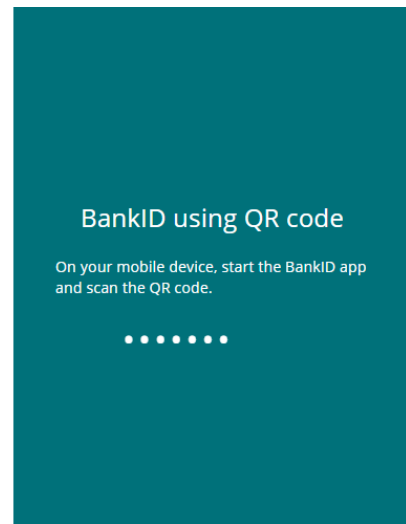 BankID using QR code
On your mobile device, start the BankID app
and scan the QR code.